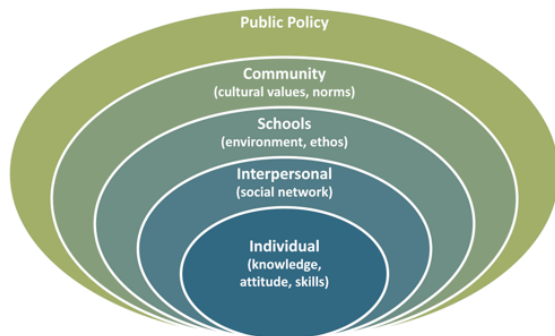 Public Policy
Community
(cultural values, norms)
Schools
(environment, ethos)
Interpersonal
(social network)
Individual
(knowledge,
attitude, skills)